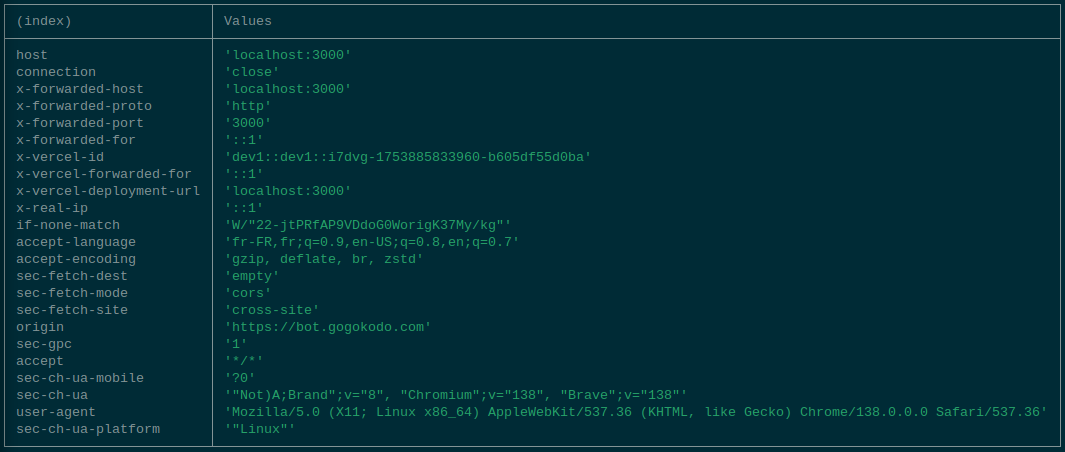 (index) Values
host 'localhost:3000'
connection 'close'
x-forwarded-host 'localhost:3000'
x-forwarded-proto 'http'
x-forwarded-port '3000'
x-forwarded-for '::1'
x-vercel-id 'dev1::dev1::i7dvg-1753885833960-b605df55d0ba'
x-vercel-forwarded-for '::1'
x-vercel-deployment-url 'localhost:3000'
x-real-ip '::1'
if-none-match 'W/"22-jtPRfAP9VDdoG0WorigK37My/kg"'
accept-language 'fr-FR,fr;q=0.9,en-US;q=0.8,en;q=0.7'
accept-encoding 'gzip, deflate, br, zstd'
sec-fetch-dest 'empty'
sec-fetch-mode 'cors'
sec-fetch-site 'cross-site'
origin 'https://bot.gogokodo.com'
sec-gpc '1'
accept '*/*'
sec-ch-ua-mobile '?0'
sec-ch-ua '"Not)A;Brand";v="8", "Chromium";v="138", "Brave";v="138"'
user-agent 'Mozilla/5.0 (X11; Linux x86_64) AppleWebKit/537.36 (KHTML, like Gecko) Chrome/138.0.0.0 Safari/537.36'
sec-ch-ua-platform '"Linux"'